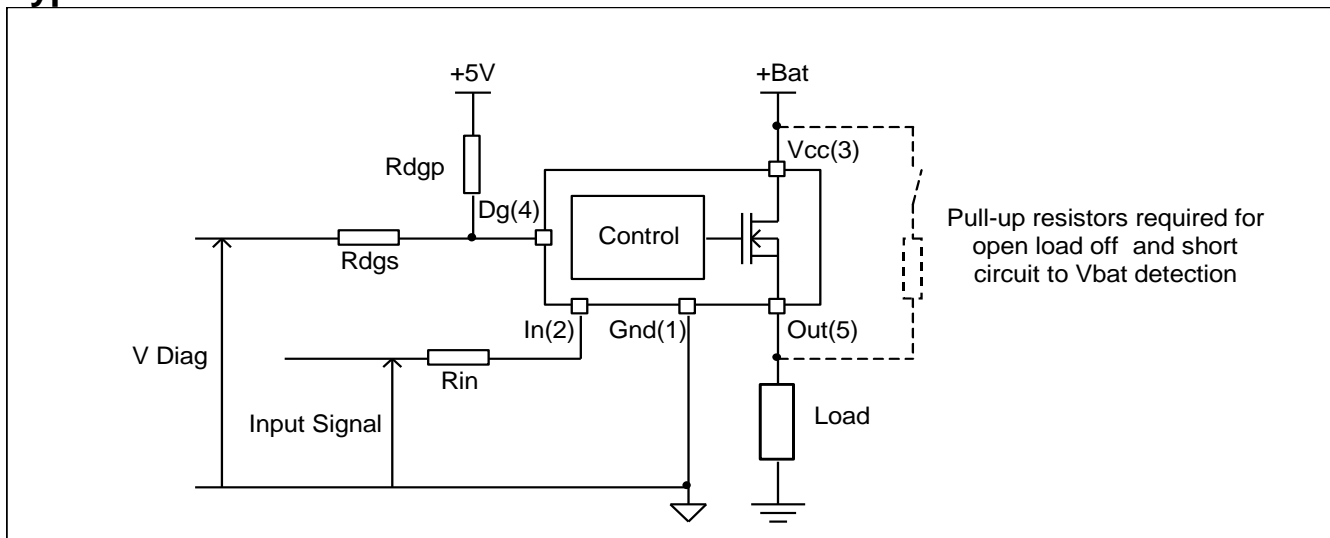 +5V
+Bat
Rdgp
Vcc(3)
Dg(4)
Control
Pull-up resistors required for
open load off and short
circuit to Vbat detection
Rdgs
In(2)
Gnd(1)
Out(5)
V Diag
Rin
Input Signal
Load